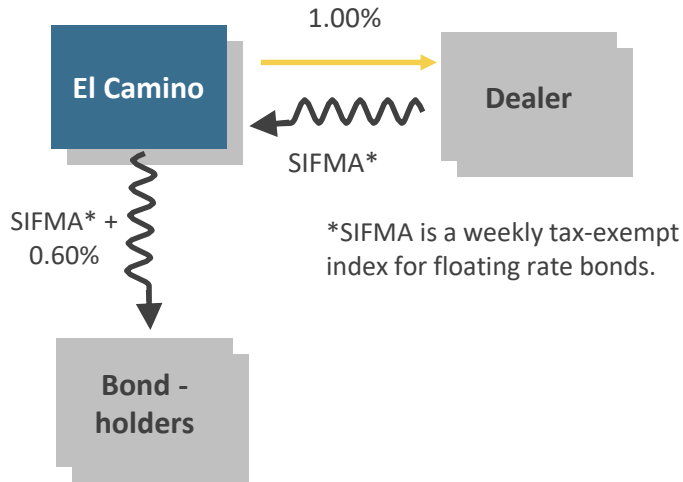 1.00%
El Camino
Dealer
SIFMA*
SIFMA* +
0.60%
*SIFMA is a weekly tax-exempt
index for floating rate bonds.
Bond -
holders